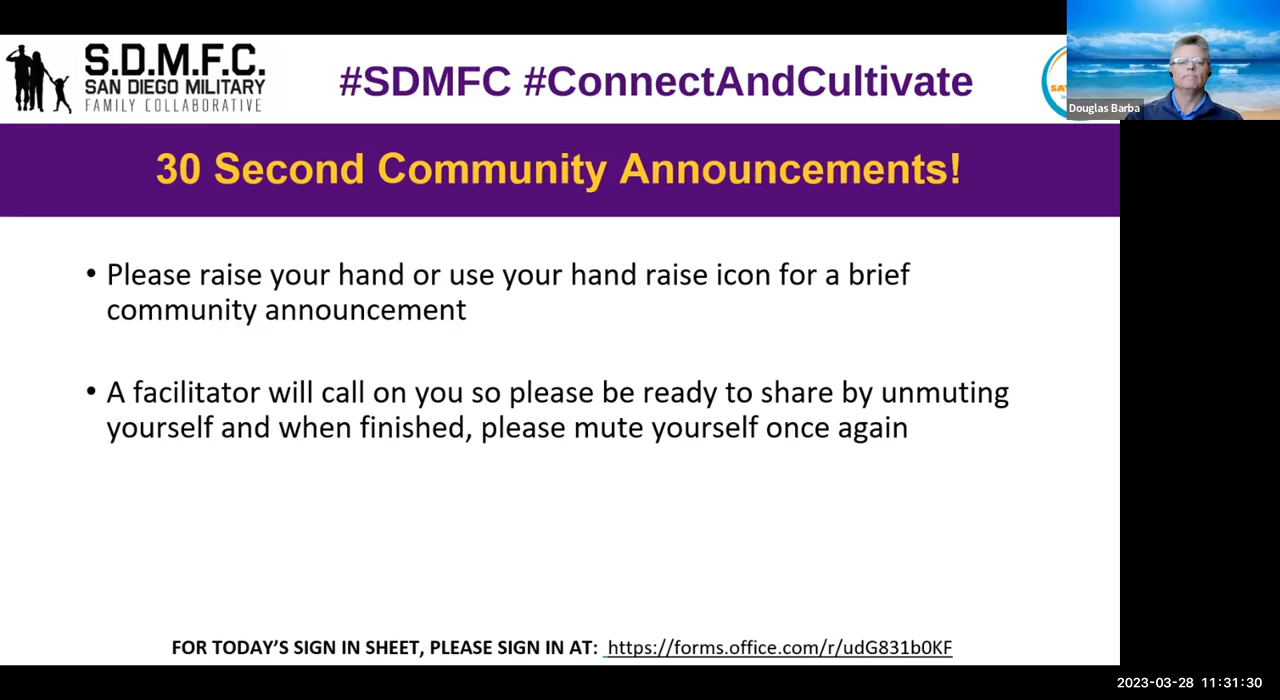 S.D.M.F.C.
SAN DIEGO MILITARY
FAMILY COLLABORATIVE
#SDMFC #ConnectAndCultivate
Douglas Barba
30 Second Community Announcements!
• Please raise your hand or use your hand raise icon for a brief
community announcement
• A facilitator will call on you so please be ready to share by unmuting
yourself and when finished, please mute yourself once again
FOR TODAY'S SIGN IN SHEET, PLEASE SIGN IN AT: https://forms.office.com/r/udG831b0KF
2023-03-28 11:31:30